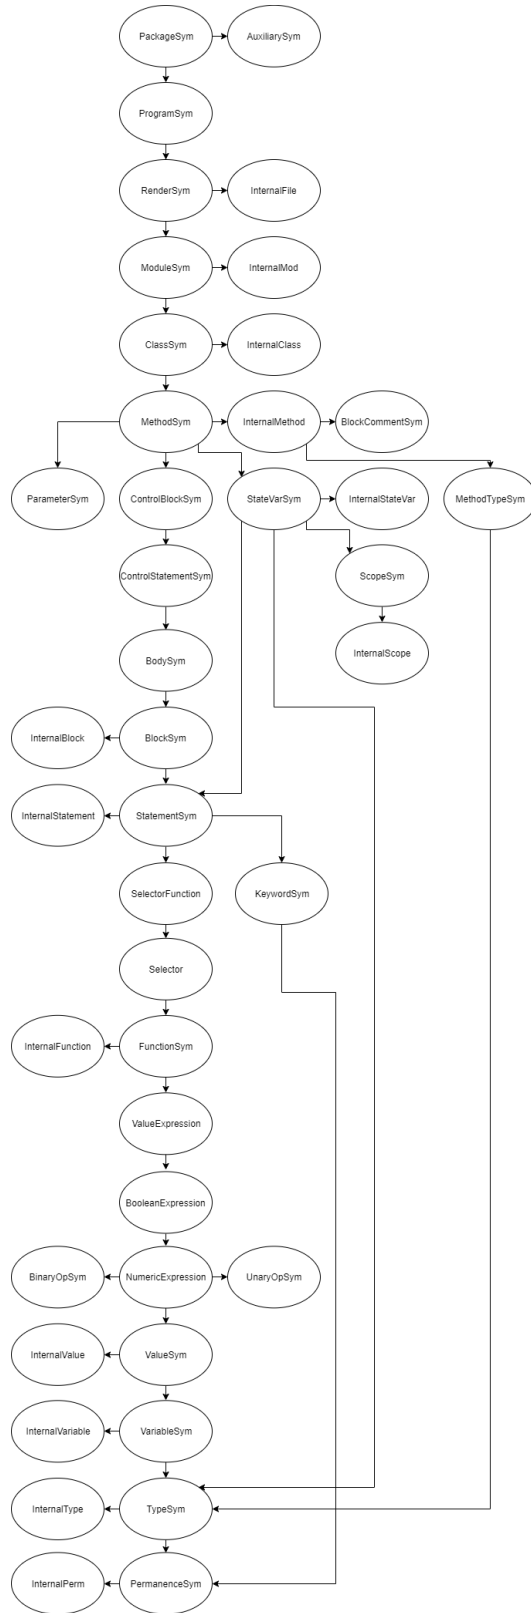 PackageSym
AuxiliarySym
ProgramSym
RenderSym
InternalFile
ModuleSym
InternalMod
ClassSym
InternalClass
MethodSym
InternalMethod
BlockCommentSym
ParameterSym
ControlBlockSym
StateVarSym
InternalStateVar
MethodTypeSym
ControlStatementSym
ScopeSym
BodySym
InternalScope
InternalBlock
BlockSym
InternalStatement
StatementSym
SelectorFunction
KeywordSym
Selector
InternalFunction
FunctionSym
ValueExpression
BooleanExpression
BinaryOpSym
NumericExpression
UnaryOpSym
InternalValue
ValueSym
InternalVariable
VariableSym
InternalType
TypeSym
InternalPerm
PermanenceSym